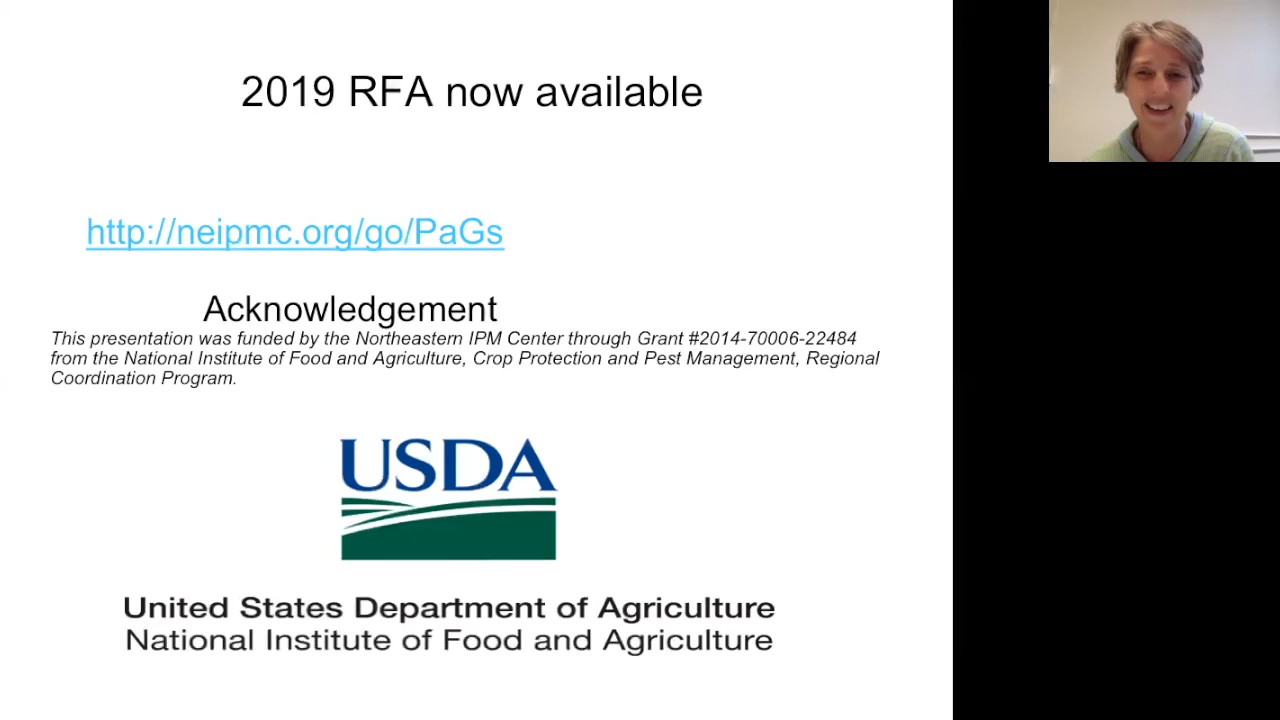 2019 RFA now available
http://neipmc.org/go/PaGs
Acknowledgement
This presentation was funded by the Northeastern IPM Center through Grant #2014-70006-22484
from the National Institute of Food and Agriculture, Crop Protection and Pest Management, Regional
Coordination Program.
USDA
United States Department of Agriculture
National Institute of Food and Agriculture